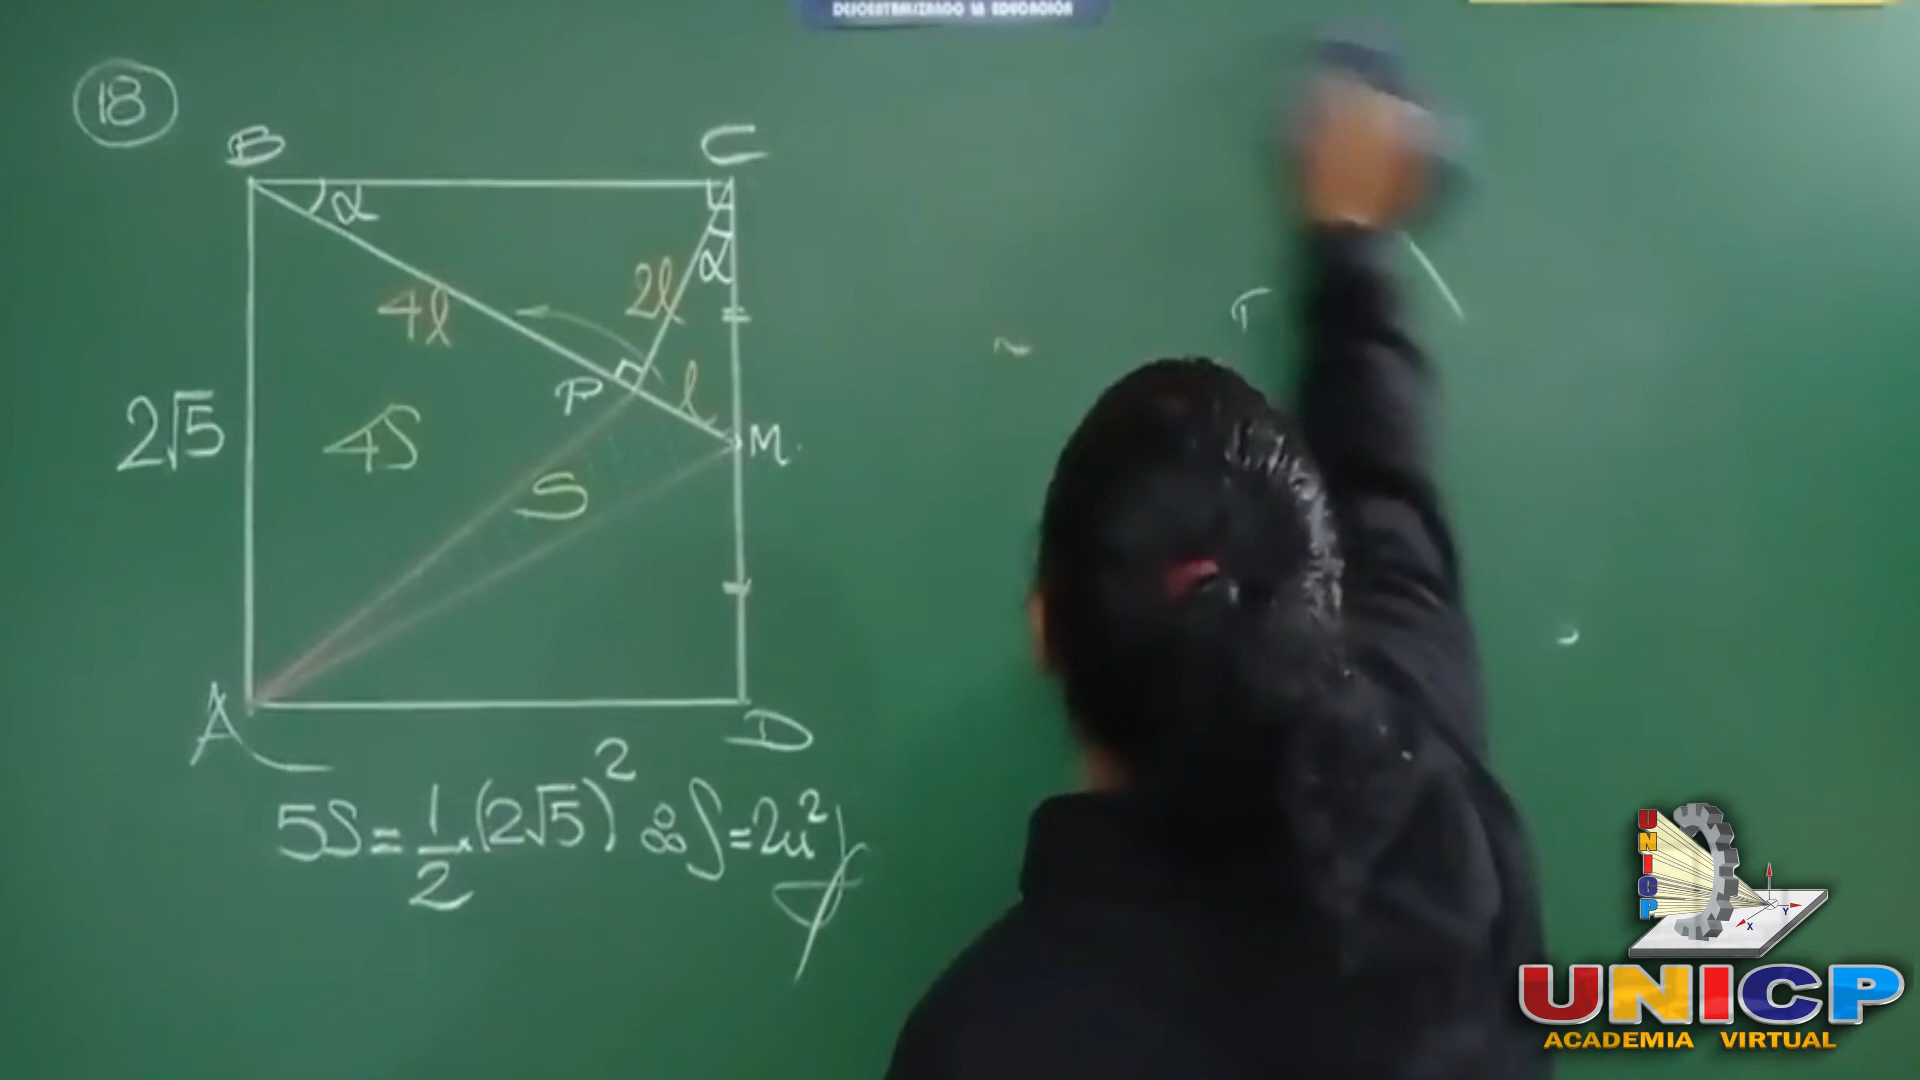 DESCENTRALIZANDO LA EDUCACIÓN
18
B
C
α
α
4l
2l
P
l
M.
2√5
4S
S
A
D
5S = 1/2 . (2√5)² ∴ S = 2u²
UNICP
X
Y
UNICP
ACADEMIA VIRTUAL